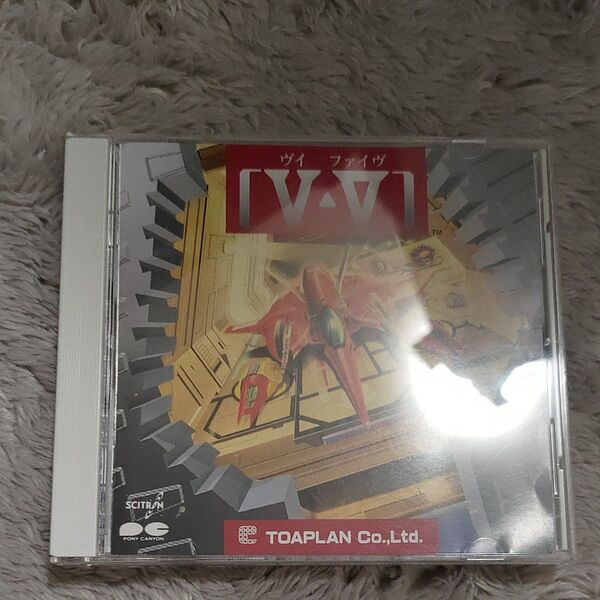 ヴイ ファイヴ
[V・V]
TM
SCITRON
PONY CANYON
TOAPLAN Co.,Ltd.